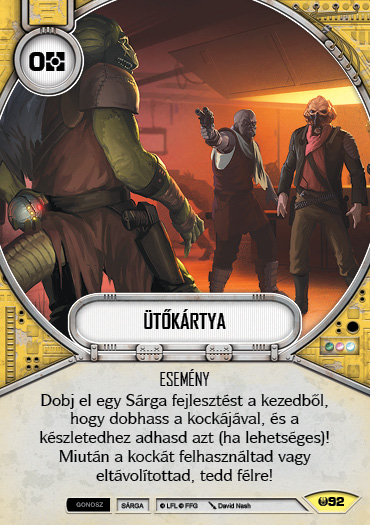 0
ÜTŐKÁRTYA
ESEMÉNY
Dobj el egy Sárga fejlesztést a kezedből,
hogy dobhass a kockájával, és a
készletedhez adhasd azt (ha lehetséges)!
Miután a kockát felhasználtad vagy
eltávolítottad, tedd félre!
GONOSZ SÁRGA © LFL © FFG David Nash 92